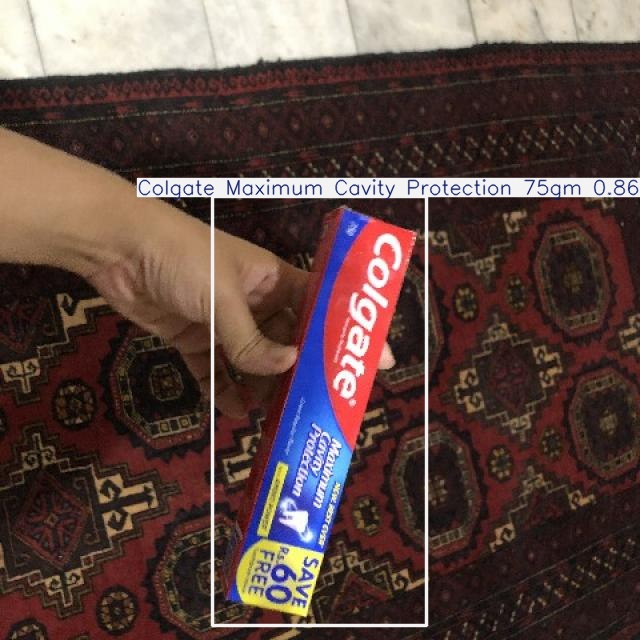 Colgate Maximum Cavity Protection 75gm 0.86
Colgate
Maximum
Cavity
Protection
SAVE
Rs.60
FREE